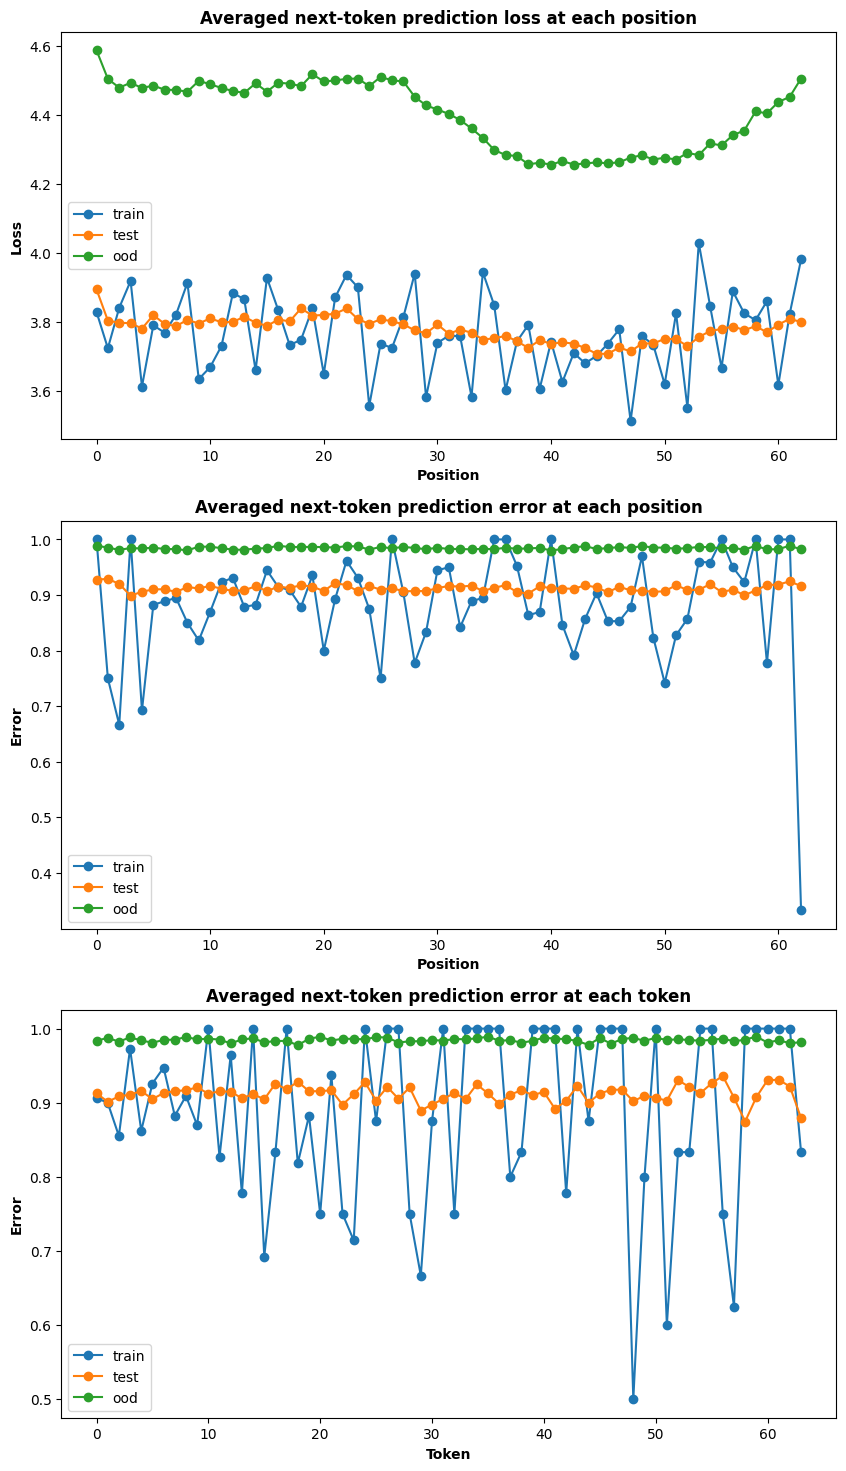 Averaged next-token prediction loss at each position
4.6
4.4
4.2
4.0
3.8
3.6
Loss
train
test
ood
0 10 20 30 40 50 60
Position
Averaged next-token prediction error at each position
1.0
0.9
0.8
0.7
0.6
0.5
0.4
Error
train
test
ood
0 10 20 30 40 50 60
Position
Averaged next-token prediction error at each token
1.0
0.9
0.8
0.7
0.6
0.5
Error
train
test
ood
0 10 20 30 40 50 60
Token